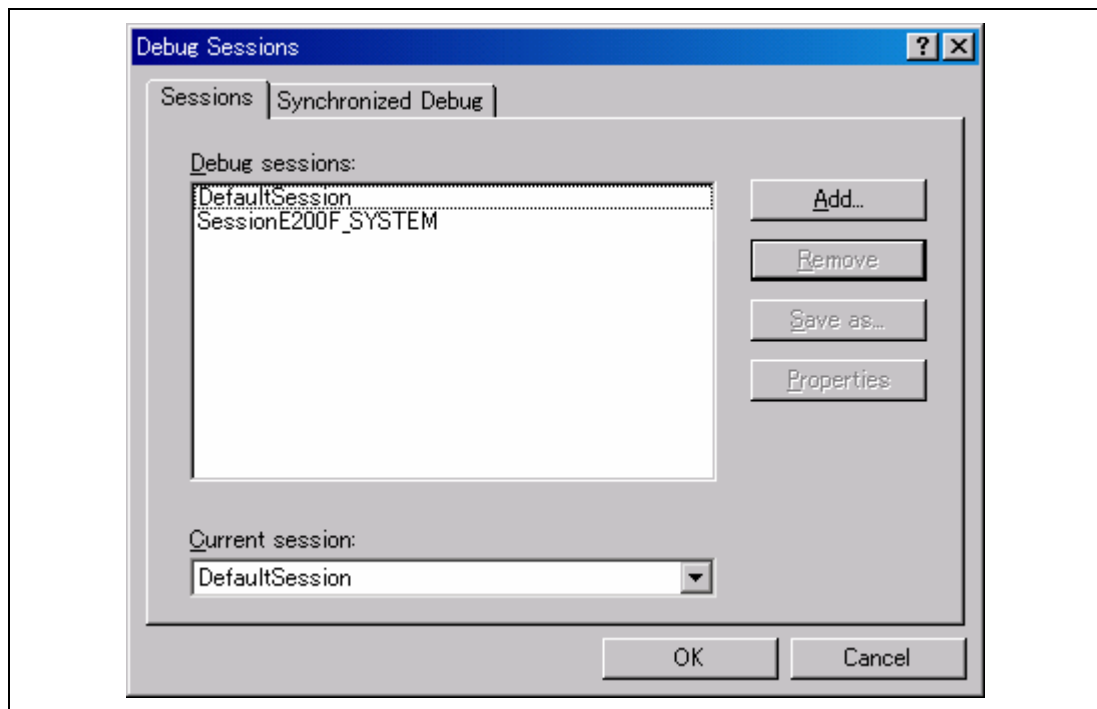 Debug Sessions
Sessions
Synchronized Debug
Debug sessions:
DefaultSession
SessionE200F_SYSTEM
Add...
Remove
Save as...
Properties
Current session:
DefaultSession
OK
Cancel